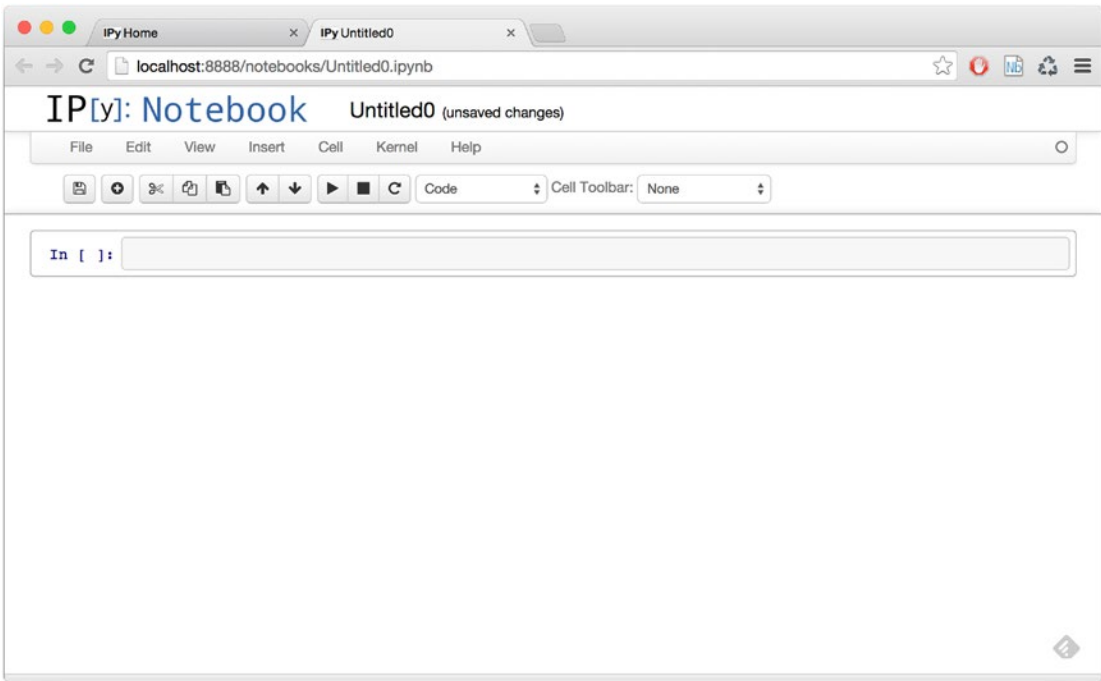 IPy Home × IPy Untitled0 ×
localhost:8888/notebooks/Untitled0.ipynb Nb
IP[y]: Notebook Untitled0 (unsaved changes)
File Edit View Insert Cell Kernel Help
Code Cell Toolbar: None
In [ ]: